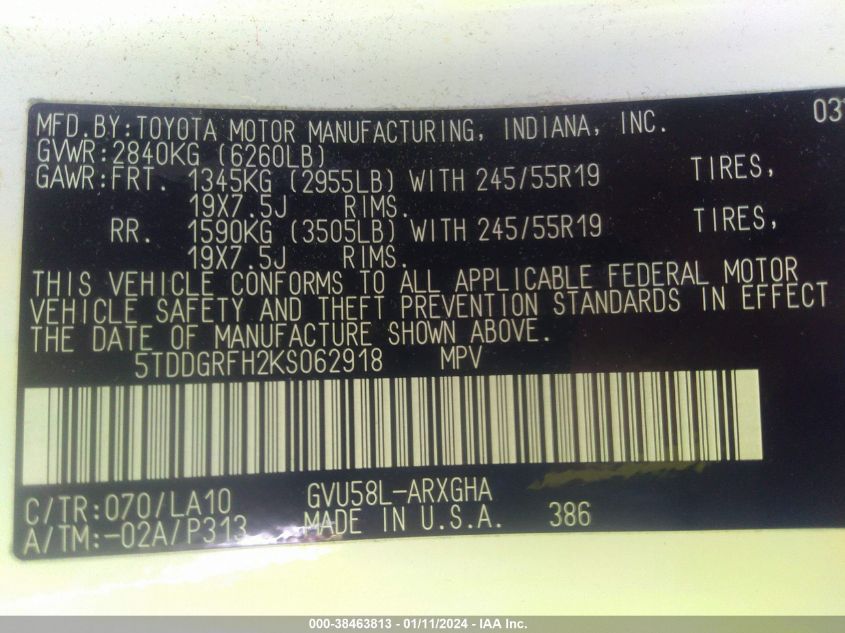 MFD.BY:TOYOTA MOTOR MANUFACTURING, INDIANA, INC. 03
GVWR:2840KG (6260LB)
GAWR:FRT. 1345KG (2955LB) WITH 245/55R19 TIRES,
19X7.5J RIMS.
RR. 1590KG (3505LB) WITH 245/55R19 TIRES,
19X7.5J RIMS.
THIS VEHICLE CONFORMS TO ALL APPLICABLE FEDERAL MOTOR
VEHICLE SAFETY AND THEFT PREVENTION STANDARDS IN EFFECT
THE DATE OF MANUFACTURE SHOWN ABOVE.
5TDDGRFH2KS062918 MPV
C/TR:070/LA10 GVU58L-ARXGHA
A/TM:-02A/P313 MADE IN U.S.A. 386
000-38463813 - 01/11/2024 - IAA Inc.